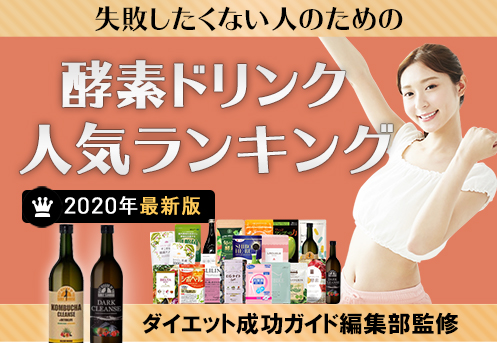 失敗したくない人のための
酵素ドリンク
人気ランキング
2020年最新版
KOMBUCHA
CLEANSE
DARK
CLEANSE
ダイエット成功ガイド編集部監修